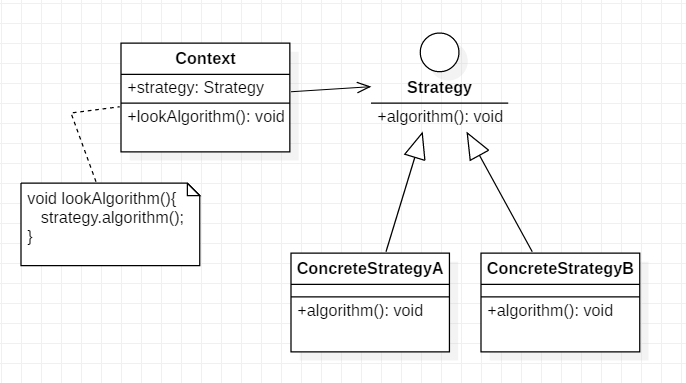 Context
+strategy: Strategy
+lookAlgorithm(): void
Strategy
+algorithm(): void
void lookAlgorithm(){
strategy.algorithm();
}
ConcreteStrategyA
+algorithm(): void
ConcreteStrategyB
+algorithm(): void